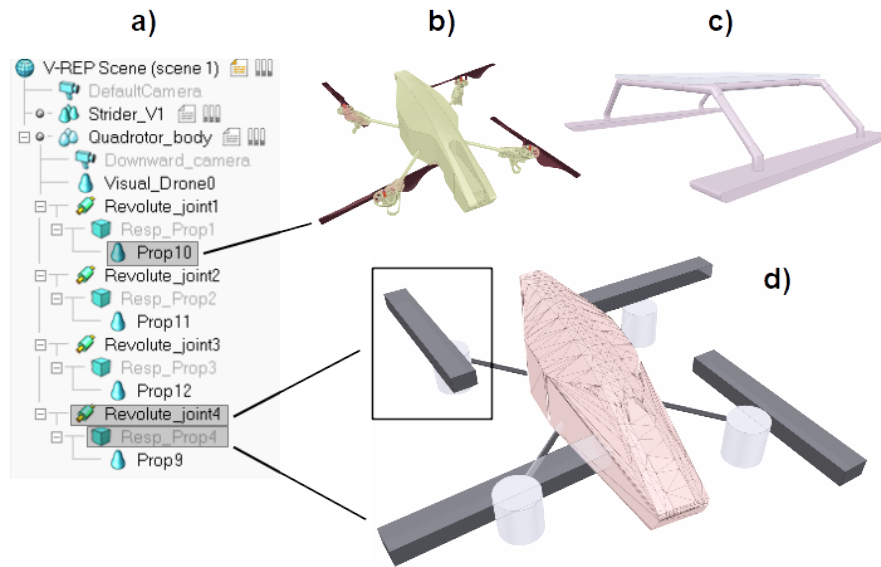 a)
b)
c)
V-REP Scene (scene 1)
DefaultCamera
Strider_V1
Quadrotor_body
Downward_camera
Visual_Drone0
Revolute_joint1
Resp_Prop1
Prop10
Revolute_joint2
Resp_Prop2
Prop11
Revolute_joint3
Resp_Prop3
Prop12
Revolute_joint4
Resp_Prop4
Prop9
d)